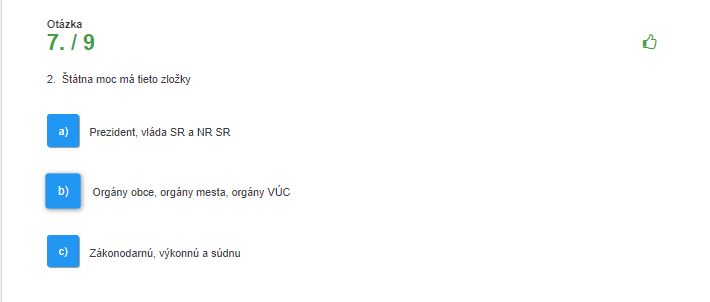 Otázka
7. / 9
2. Štátna moc má tieto zložky
a) Prezident, vláda SR a NR SR
b) Orgány obce, orgány mesta, orgány VÚC
c) Zákonodarnú, výkonnú a súdnu